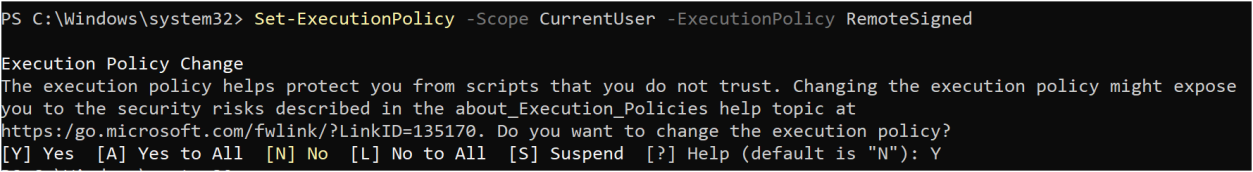 PS C:\Windows\system32> Set-ExecutionPolicy -Scope CurrentUser -ExecutionPolicy RemoteSigned
Execution Policy Change
The execution policy helps protect you from scripts that you do not trust. Changing the execution policy might expose
you to the security risks described in the about_Execution_Policies help topic at
https:/go.microsoft.com/fwlink/?LinkID=135170. Do you want to change the execution policy?
[Y] Yes  [A] Yes to All  [N] No  [L] No to All  [S] Suspend  [?] Help (default is "N"): Y